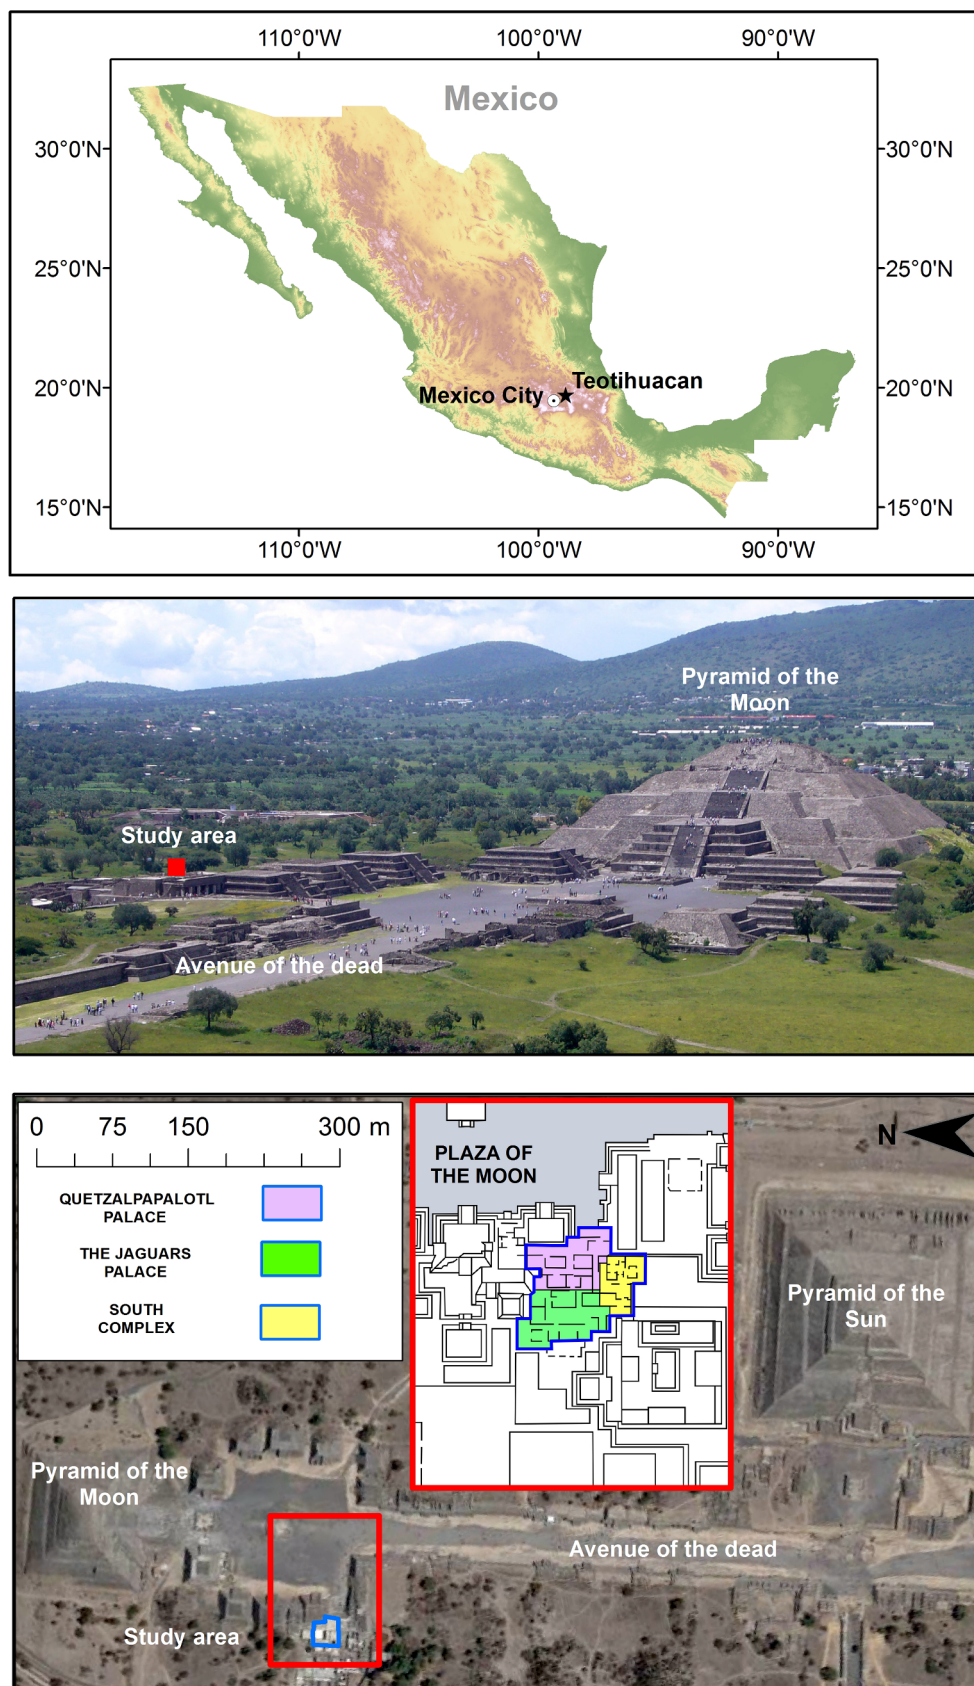 110°0'W 100°0'W 90°0'W
Mexico
30°0'N 30°0'N
25°0'N 25°0'N
20°0'N 20°0'N
Teotihuacan
Mexico City
15°0'N 15°0'N
110°0'W 100°0'W 90°0'W
Pyramid of the
Moon
Study area
Avenue of the dead
0 75 150 300 m
QUETZALPAPALOTL
PALACE
THE JAGUARS
PALACE
SOUTH
COMPLEX
PLAZA OF
THE MOON
N
Pyramid of the
Sun
Pyramid of the
Moon
Avenue of the dead
Study area